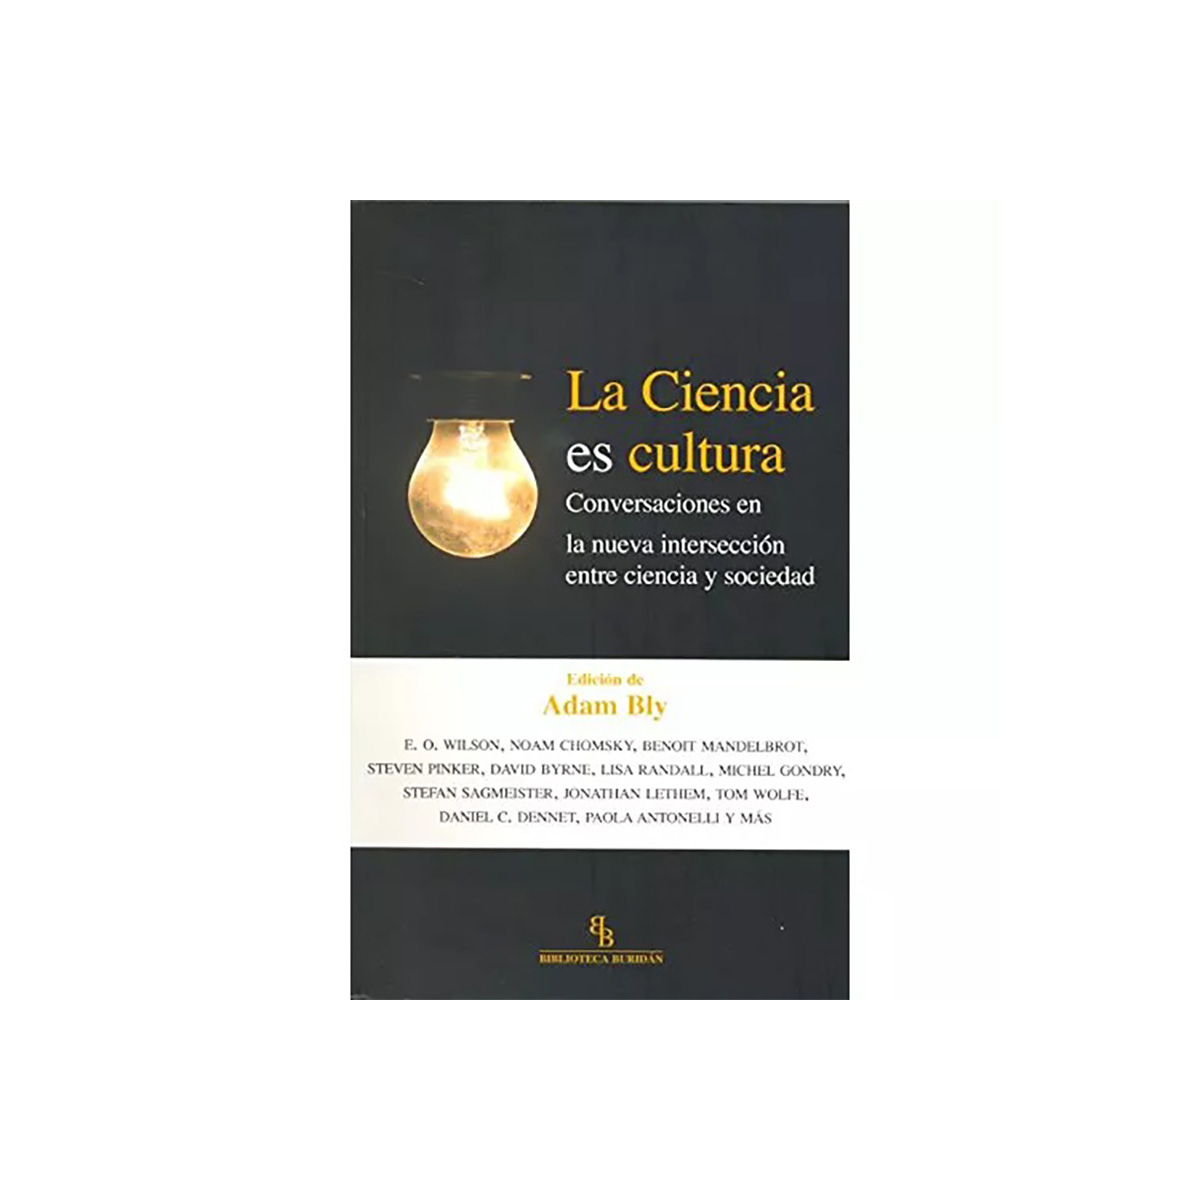 La Ciencia
es cultura
Conversaciones en
la nueva intersección
entre ciencia y sociedad
Edición de
Adam Bly
E. O. WILSON, NOAM CHOMSKY, BENOIT MANDELBROT,
STEVEN PINKER, DAVID BYRNE, LISA RANDALL, MICHEL GONDRY,
STEFAN SAGMEISTER, JONATHAN LETHEM, TOM WOLFE,
DANIEL C. DENNET, PAOLA ANTONELLI Y MÁS
BB
BIBLIOTECA BURIDÁN